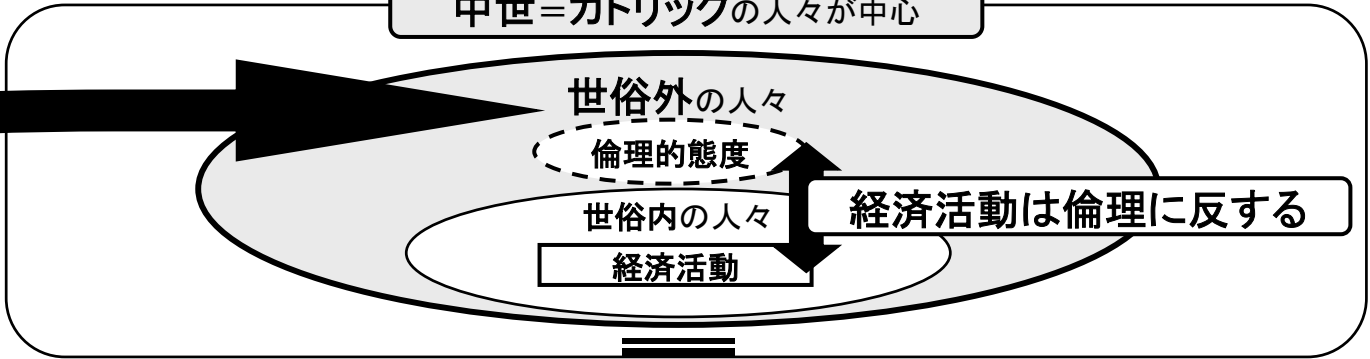 中世＝カトリックの人々が中心
世俗外の人々
倫理的態度
世俗内の人々
経済活動は倫理に反する
経済活動